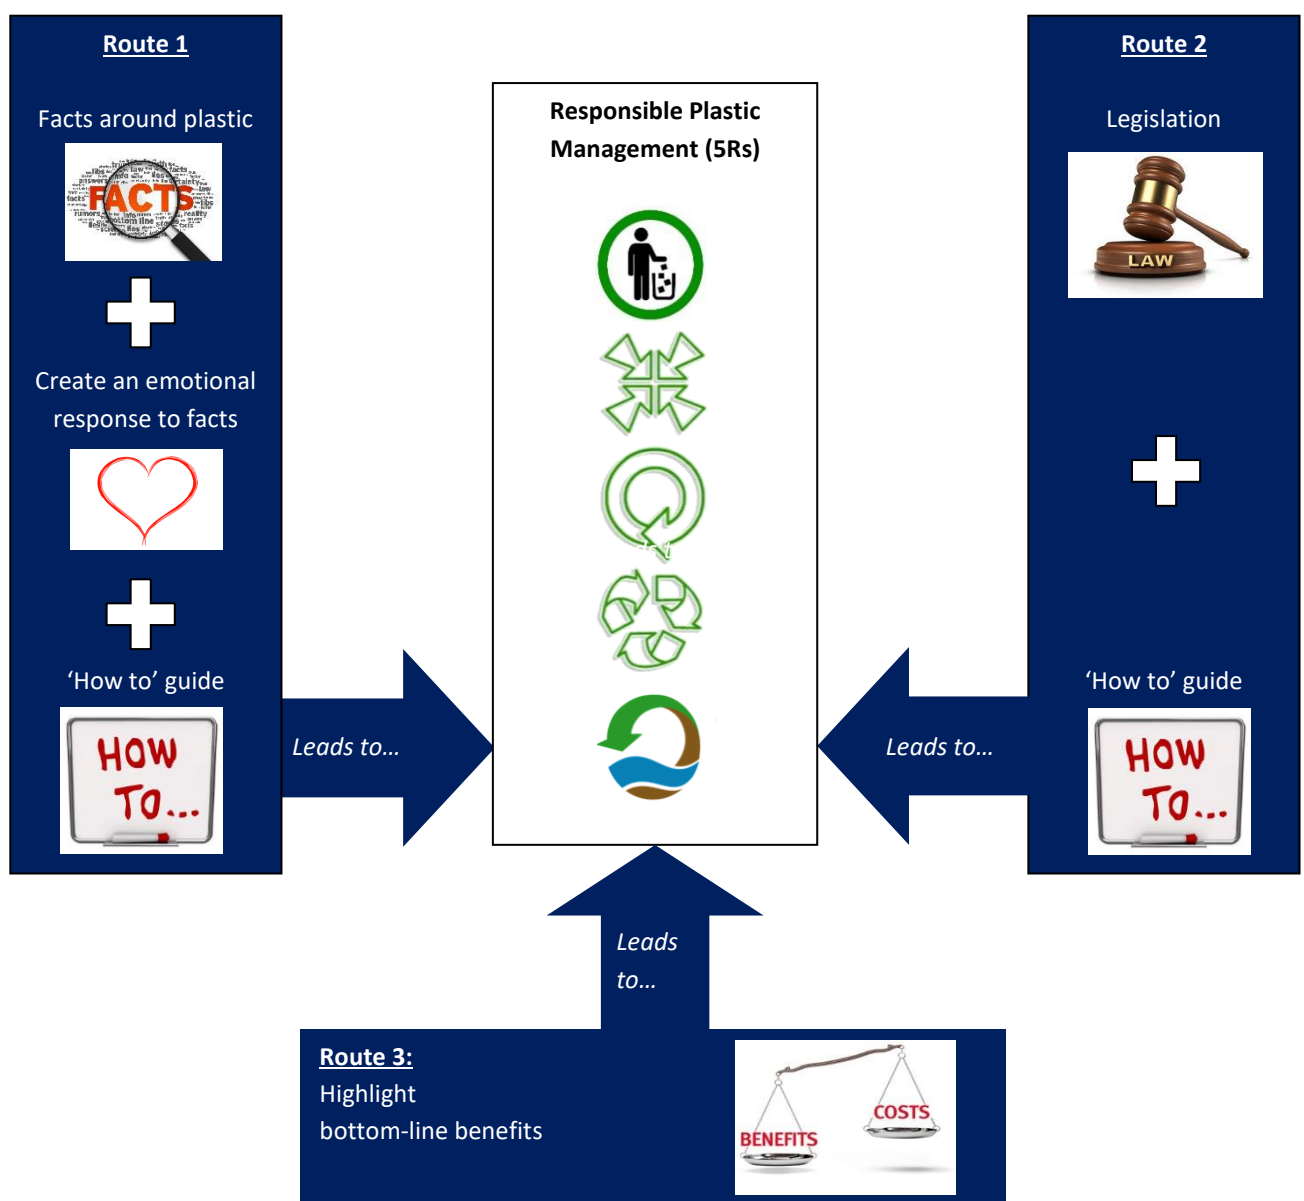 Route 1
Facts around plastic
FACTS
Create an emotional
response to facts
'How to' guide
HOW
TO...
Leads to...
Responsible Plastic
Management (5Rs)
Route 2
Legislation
LAW
'How to' guide
HOW
TO...
Leads to...
Leads
to...
Route 3:
Highlight
bottom-line benefits
BENEFITS
COSTS